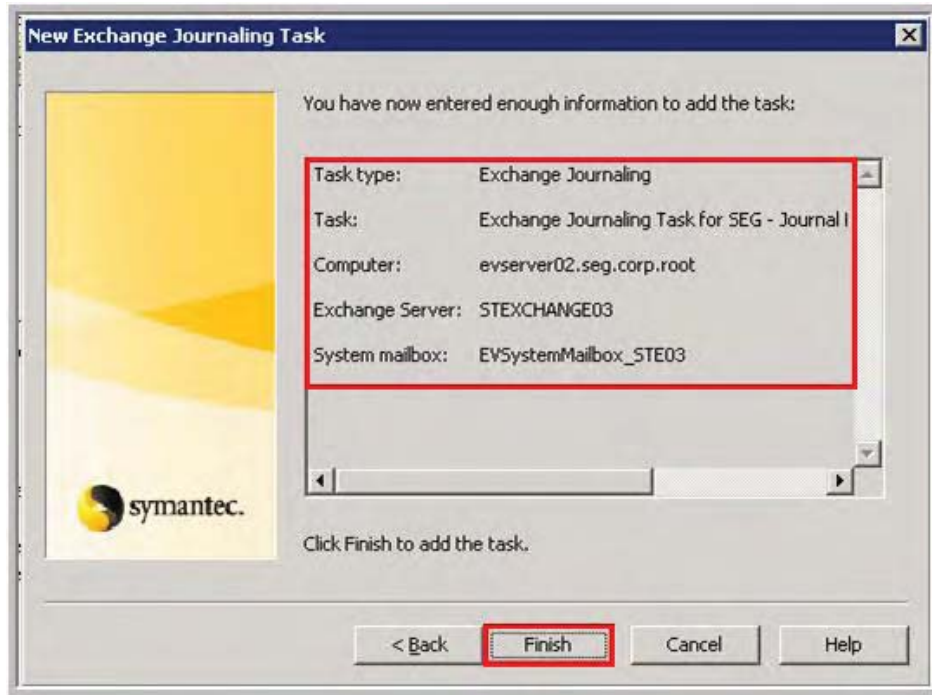 New Exchange Journaling Task
You have now entered enough information to add the task:
Task type: Exchange Journaling
Task: Exchange Journaling Task for SEG - Journal
Computer: evserver02.seg.corp.root
Exchange Server: STEXCHANGE03
System mailbox: EVSystemMailbox_STE03
symantec.
Click Finish to add the task.
< Back Finish Cancel Help